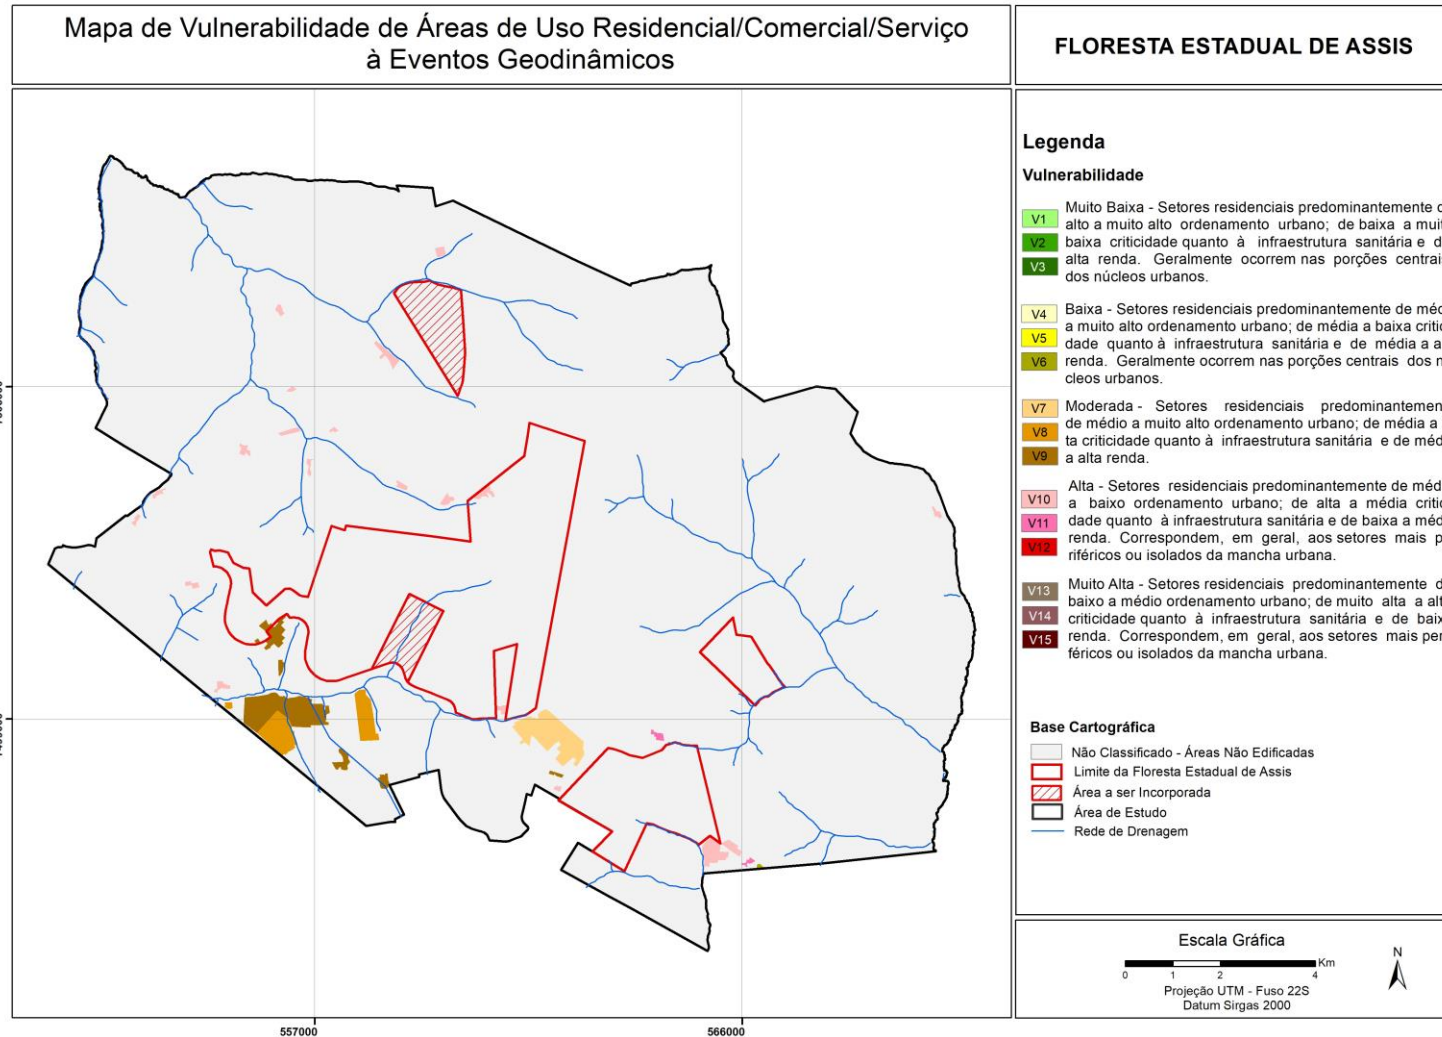 Mapa de Vulnerabilidade de Áreas de Uso Residencial/Comercial/Serviço
à Eventos Geodinâmicos
FLORESTA ESTADUAL DE ASSIS
Legenda
Vulnerabilidade
V1
V2
V3
Muito Baixa - Setores residenciais predominantemente
alto a muito alto ordenamento urbano; de baixa a
baixa criticidade quanto à infraestrutura sanitária e
alta renda. Geralmente ocorrem nas porções
dos núcleos urbanos.
V4
V5
V6
Baixa - Setores residenciais predominantemente de
a muito alto ordenamento urbano; de média a baixa
dade quanto à infraestrutura sanitária e de média a
renda. Geralmente ocorrem nas porções centrais dos
cleos urbanos.
V7
V8
V9
Moderada - Setores residenciais
de médio a muito alto ordenamento urbano; de média a
ta criticidade quanto à infraestrutura sanitária e de
a alta renda.
V10
V11
V12
Alta - Setores residenciais predominantemente de
a baixo ordenamento urbano; de alta a média
dade quanto à infraestrutura sanitária e de baixa a
renda. Correspondem, em geral, aos setores mais
riféricos ou isolados da mancha urbana.
V13
V14
V15
Muito Alta - Setores residenciais predominantemente
baixo a médio ordenamento urbano; de muito alta a
criticidade quanto à infraestrutura sanitária e de
renda. Correspondem, em geral, aos setores mais
féricos ou isolados da mancha urbana.
Base Cartográfica
Não Classificado - Áreas Não Edificadas
Limite da Floresta Estadual de Assis
Área a ser Incorporada
Área de Estudo
Rede de Drenagem
Escala Gráfica
Km
0 1 2 4
Projeção UTM - Fuso 22S
Datum Sirgas 2000
N
557000
566000